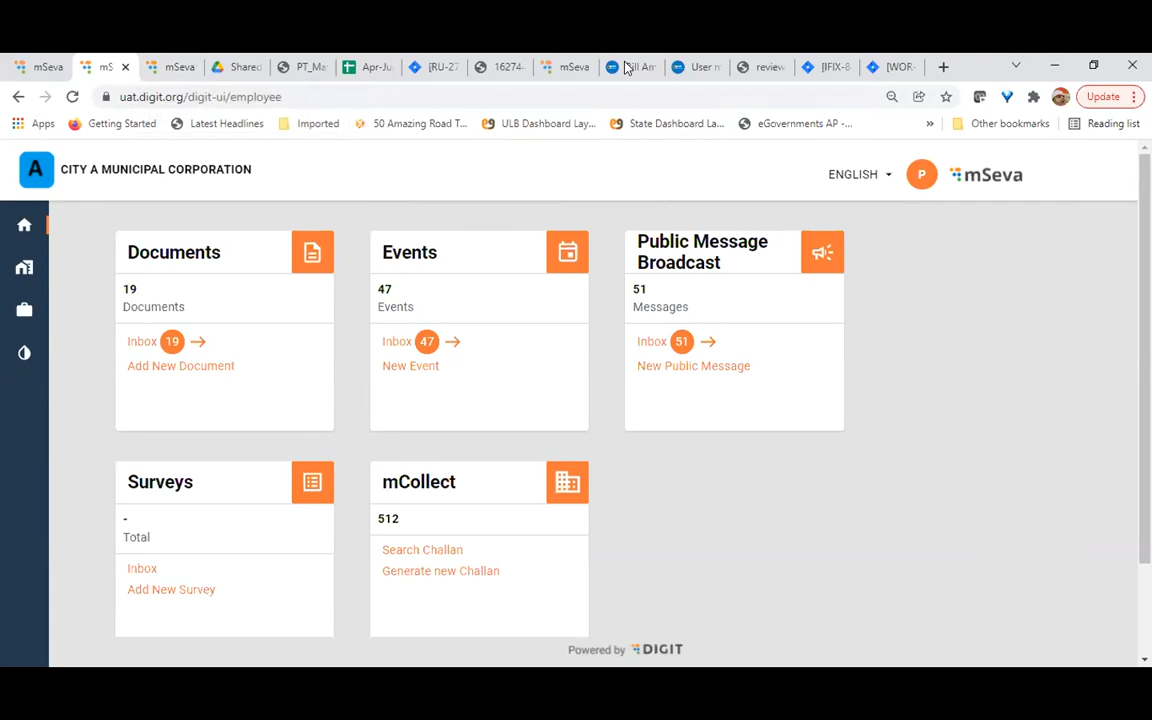 mSeva
mS
mSeva
Shared
PT_Ma
Apr-Ju
[RU-27
16274
mSeva
ill Am
User m
review
[IFIX-8
[WOR-
uat.digit.org/digit-ui/employee
Update
Apps
Getting Started
Latest Headlines
Imported
50 Amazing Road T...
ULB Dashboard Lay...
State Dashboard La...
eGovernments AP -...
»
Other bookmarks
Reading list
A
CITY A MUNICIPAL CORPORATION
ENGLISH
P
mSeva
Documents
19
Documents
Inbox 19
Add New Document
Events
47
Events
Inbox 47
New Event
Public Message
Broadcast
51
Messages
Inbox 51
New Public Message
Surveys
-
Total
Inbox
Add New Survey
mCollect
512
Search Challan
Generate new Challan
Powered by DIGIT